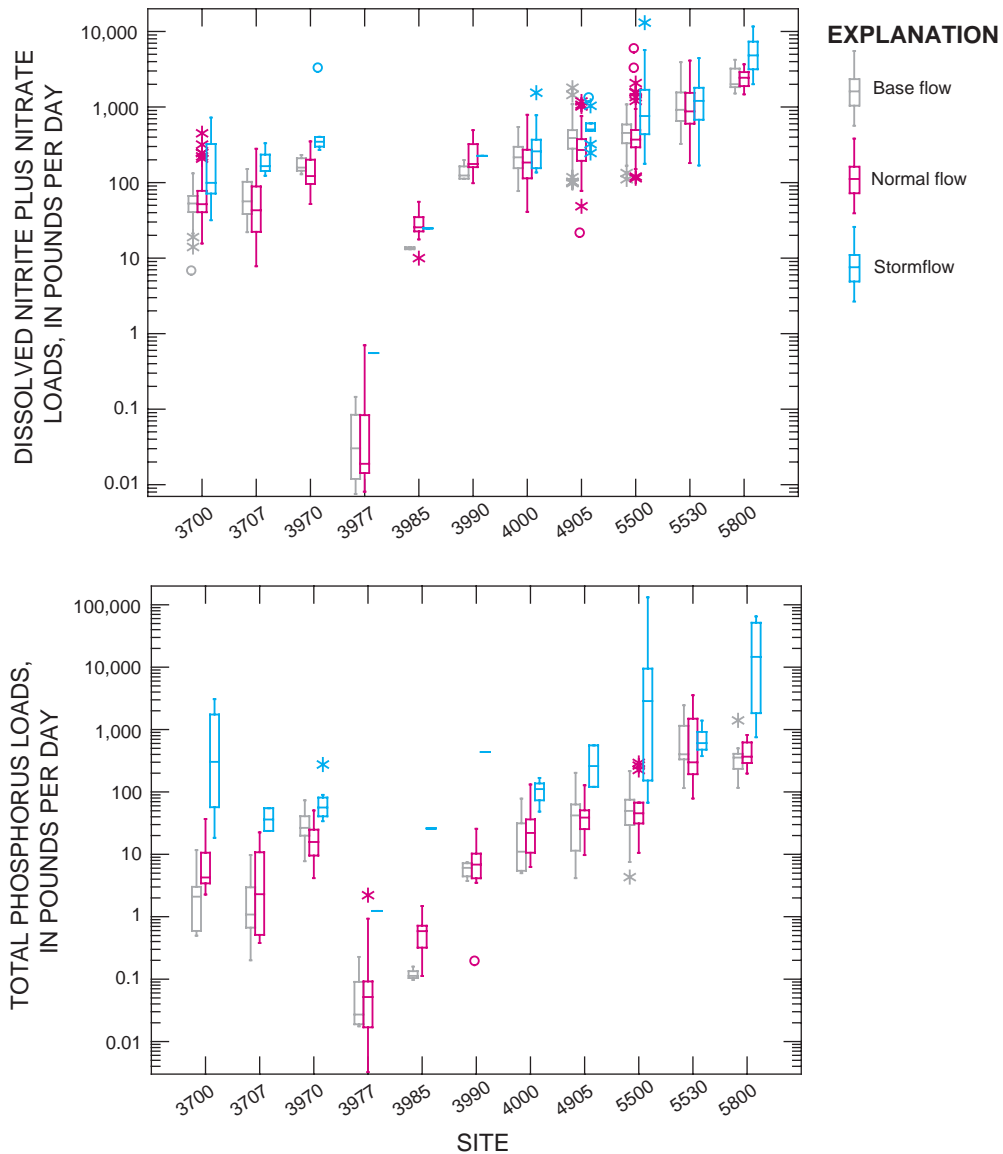 EXPLANATION
Base flow
Normal flow
Stormflow
DISSOLVED NITRITE PLUS NITRATE
LOADS, IN POUNDS PER DAY
10,000
1,000
100
10
1
0.1
0.01
3700 3707 3970 3977 3985 3990 4000 4905 5500 5530 5800
TOTAL PHOSPHORUS LOADS,
IN POUNDS PER DAY
100,000
10,000
1,000
100
10
1
0.1
0.01
3700 3707 3970 3977 3985 3990 4000 4905 5500 5530 5800
SITE